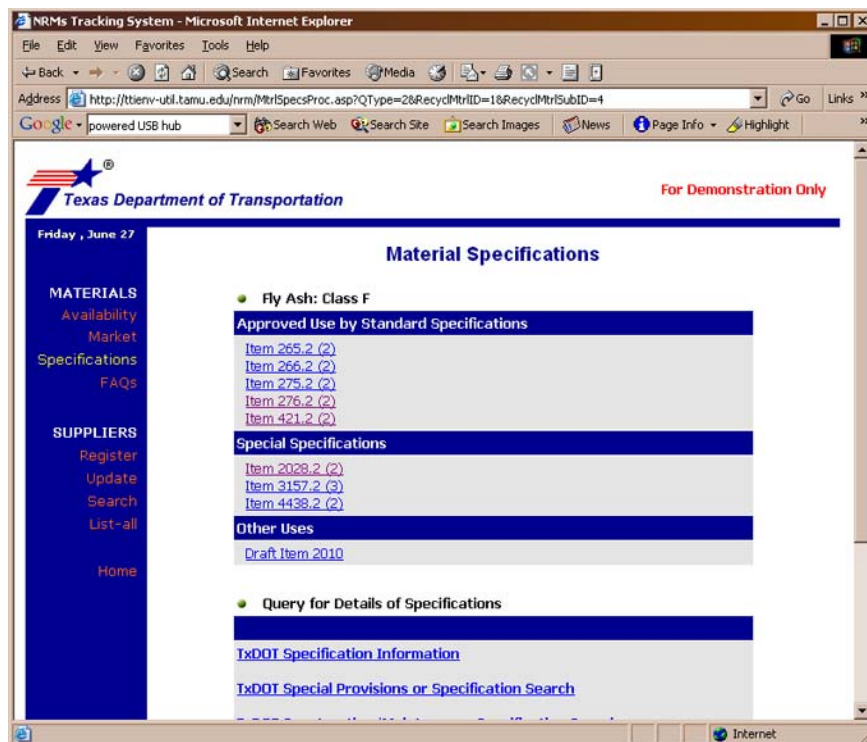 NRMs Tracking System - Microsoft Internet Explorer
File Edit View Favorites Tools Help
Back Search Favorites Media
Address http://ttienv-util.tamu.edu/nrm/MtrlSpecsProc.asp?QType=2&RecyclMtrlID=1&RecyclMtrlSubID=4 Go Links »
Google powered USB hub Search Web Search Site Search Images News Page Info Highlight »
®
Texas Department of Transportation
For Demonstration Only
Friday , June 27
Material Specifications
MATERIALS
Availability
Market
Specifications
FAQs
SUPPLIERS
Register
Update
Search
List-all
Home
Fly Ash: Class F
Approved Use by Standard Specifications
Item 265.2 (2)
Item 266.2 (2)
Item 275.2 (2)
Item 276.2 (2)
Item 421.2 (2)
Special Specifications
Item 2028.2 (2)
Item 3157.2 (3)
Item 4438.2 (2)
Other Uses
Draft Item 2010
Query for Details of Specifications
TxDOT Specification Information
TxDOT Special Provisions or Specification Search
Internet